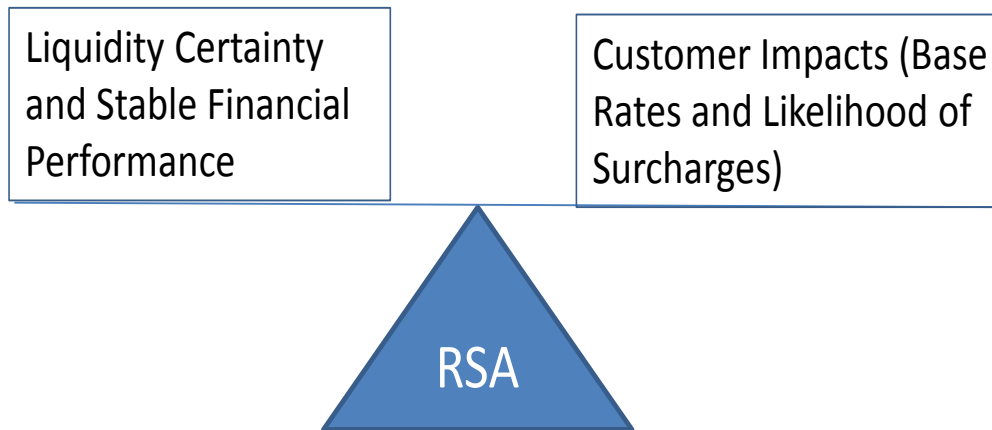 Liquidity Certainty
and Stable Financial
Performance
Customer Impacts (Base
Rates and Likelihood of
Surcharges)
RSA